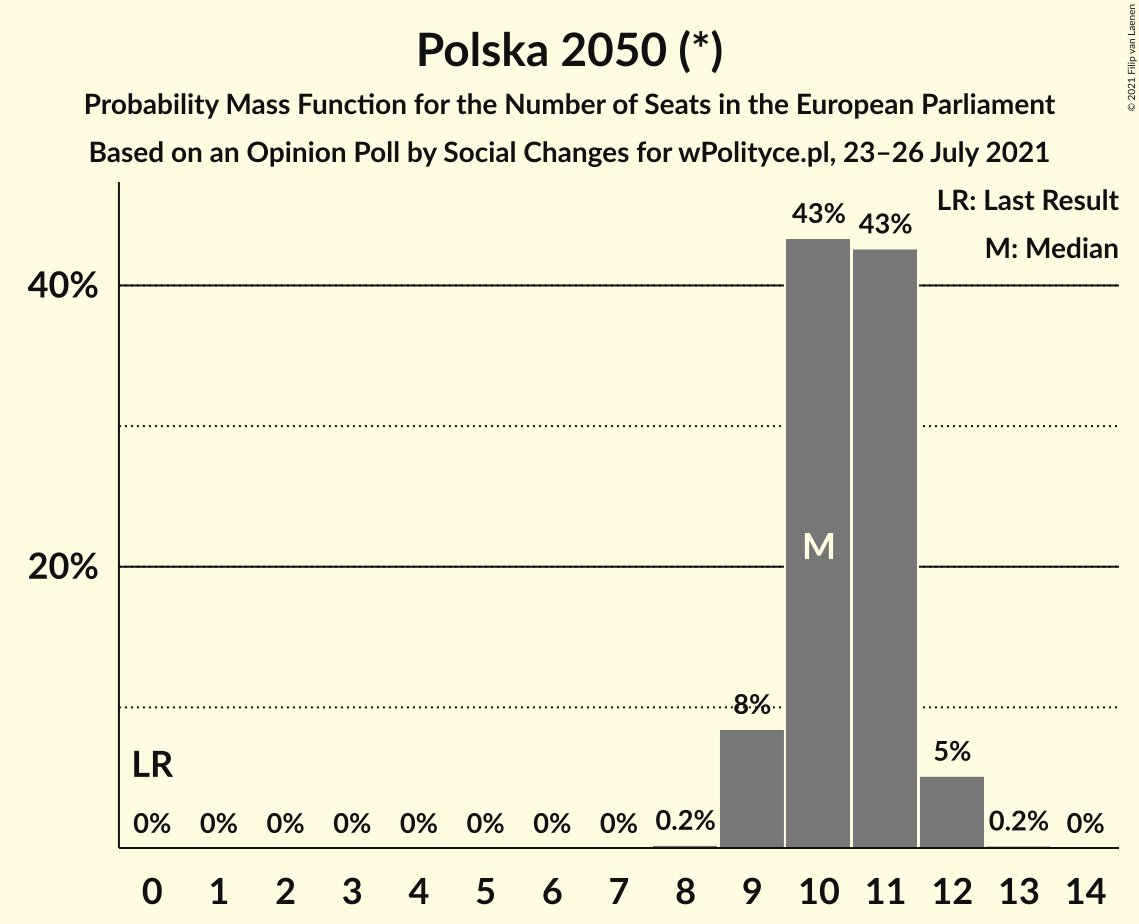 Polska 2050 (*)
Probability Mass Function for the Number of Seats in the European Parliament
Based on an Opinion Poll by Social Changes for wPolityce.pl, 23–26 July 2021
© 2021 Filip van Laenen
LR: Last Result
M: Median
40%
20%
43%
43%
M
8%
5%
LR
0% 0% 0% 0% 0% 0% 0% 0% 0.2% 0.2% 0%
0 1 2 3 4 5 6 7 8 9 10 11 12 13 14